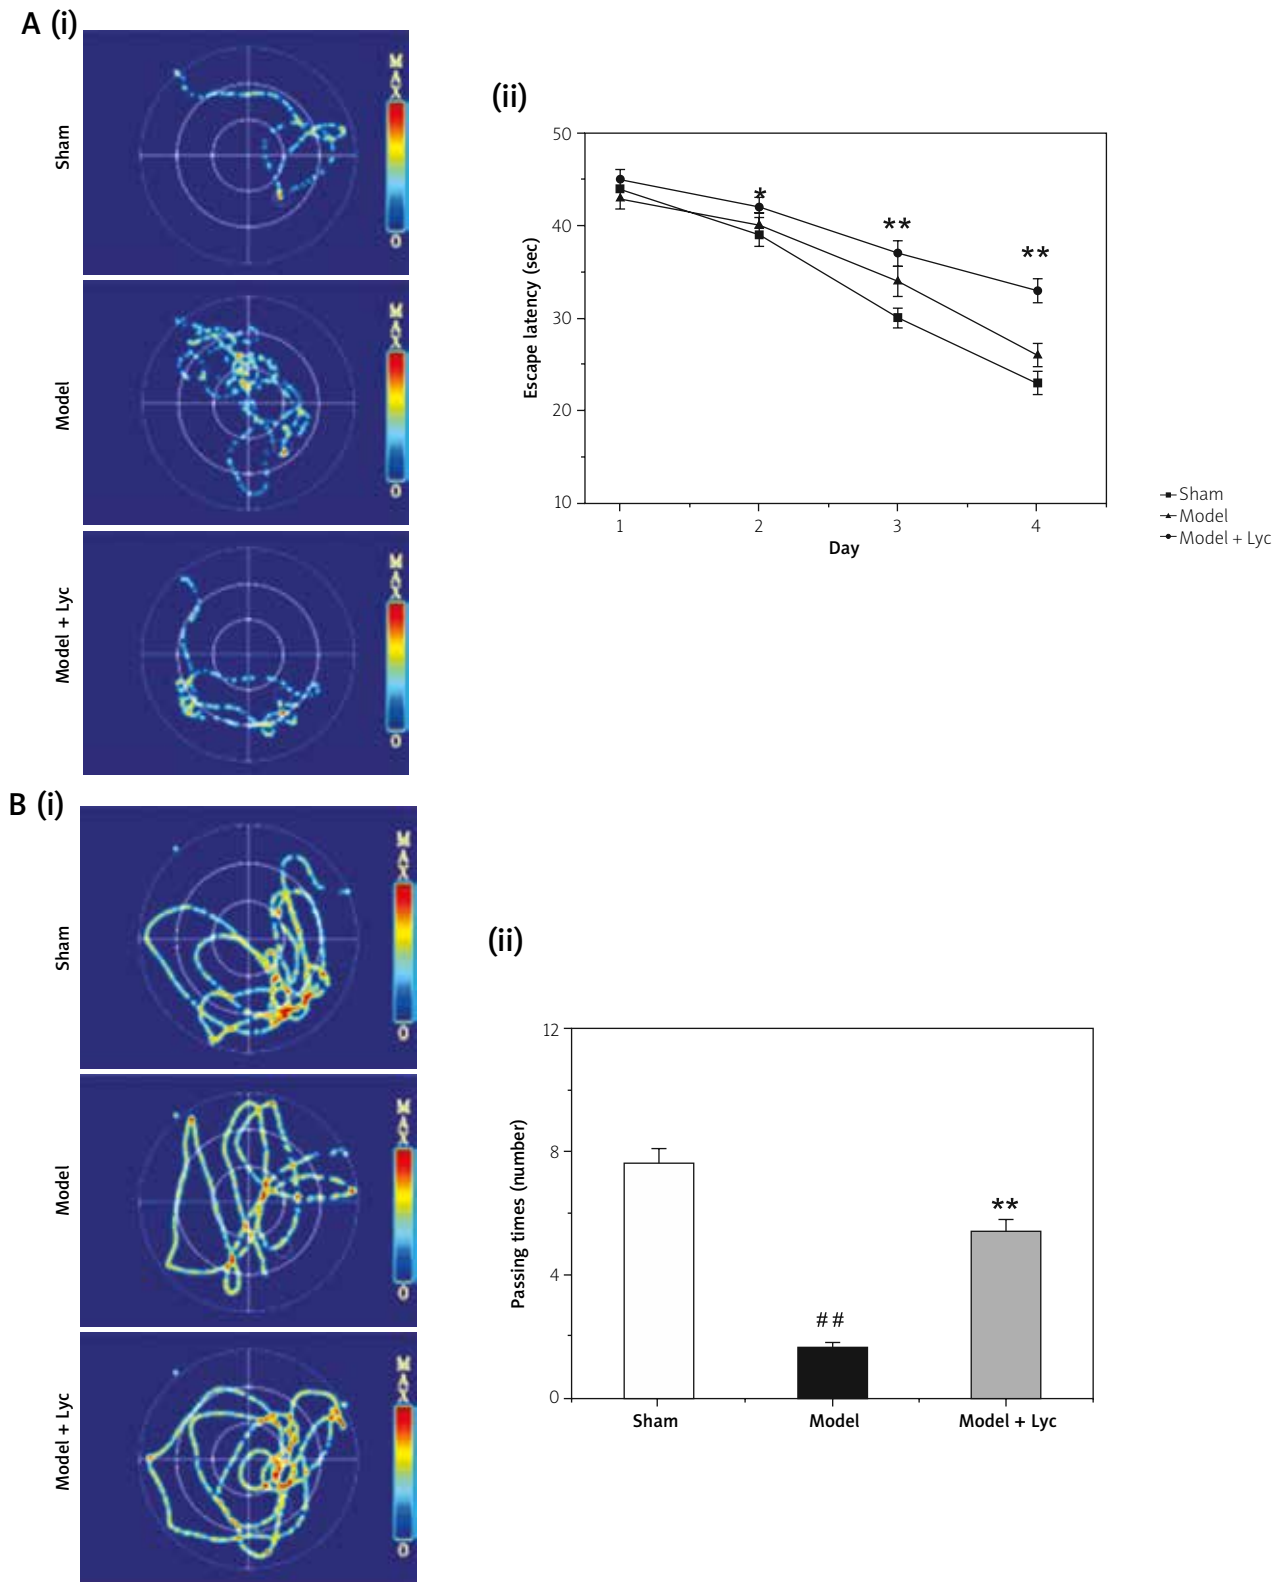 A (i)
Sham
MAX
0
Model
MAX
0
Model + Lyc
MAX
0
(ii)
Escape latency (sec)
50
40
30
20
10
*
**
**
1 2 3 4
Day
Sham
Model
Model + Lyc
B (i)
Sham
MAX
0
Model
MAX
0
Model + Lyc
MAX
0
(ii)
Passing times (number)
12
8
4
0
##
**
Sham Model Model + Lyc